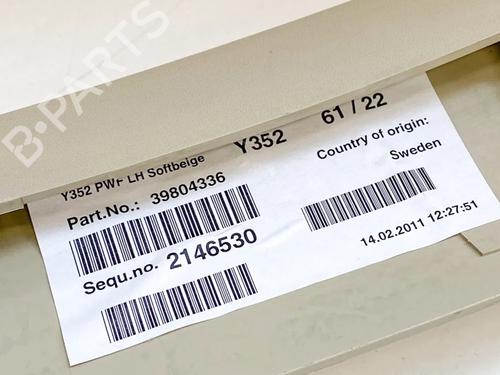 B-PARTS
Y352 PWr LH Softbeige
Y352
61 / 22
Part.No.: 39804336
Country of origin:
Sweden
Sequ.no. 2146530
14.02.2011 12:27:51